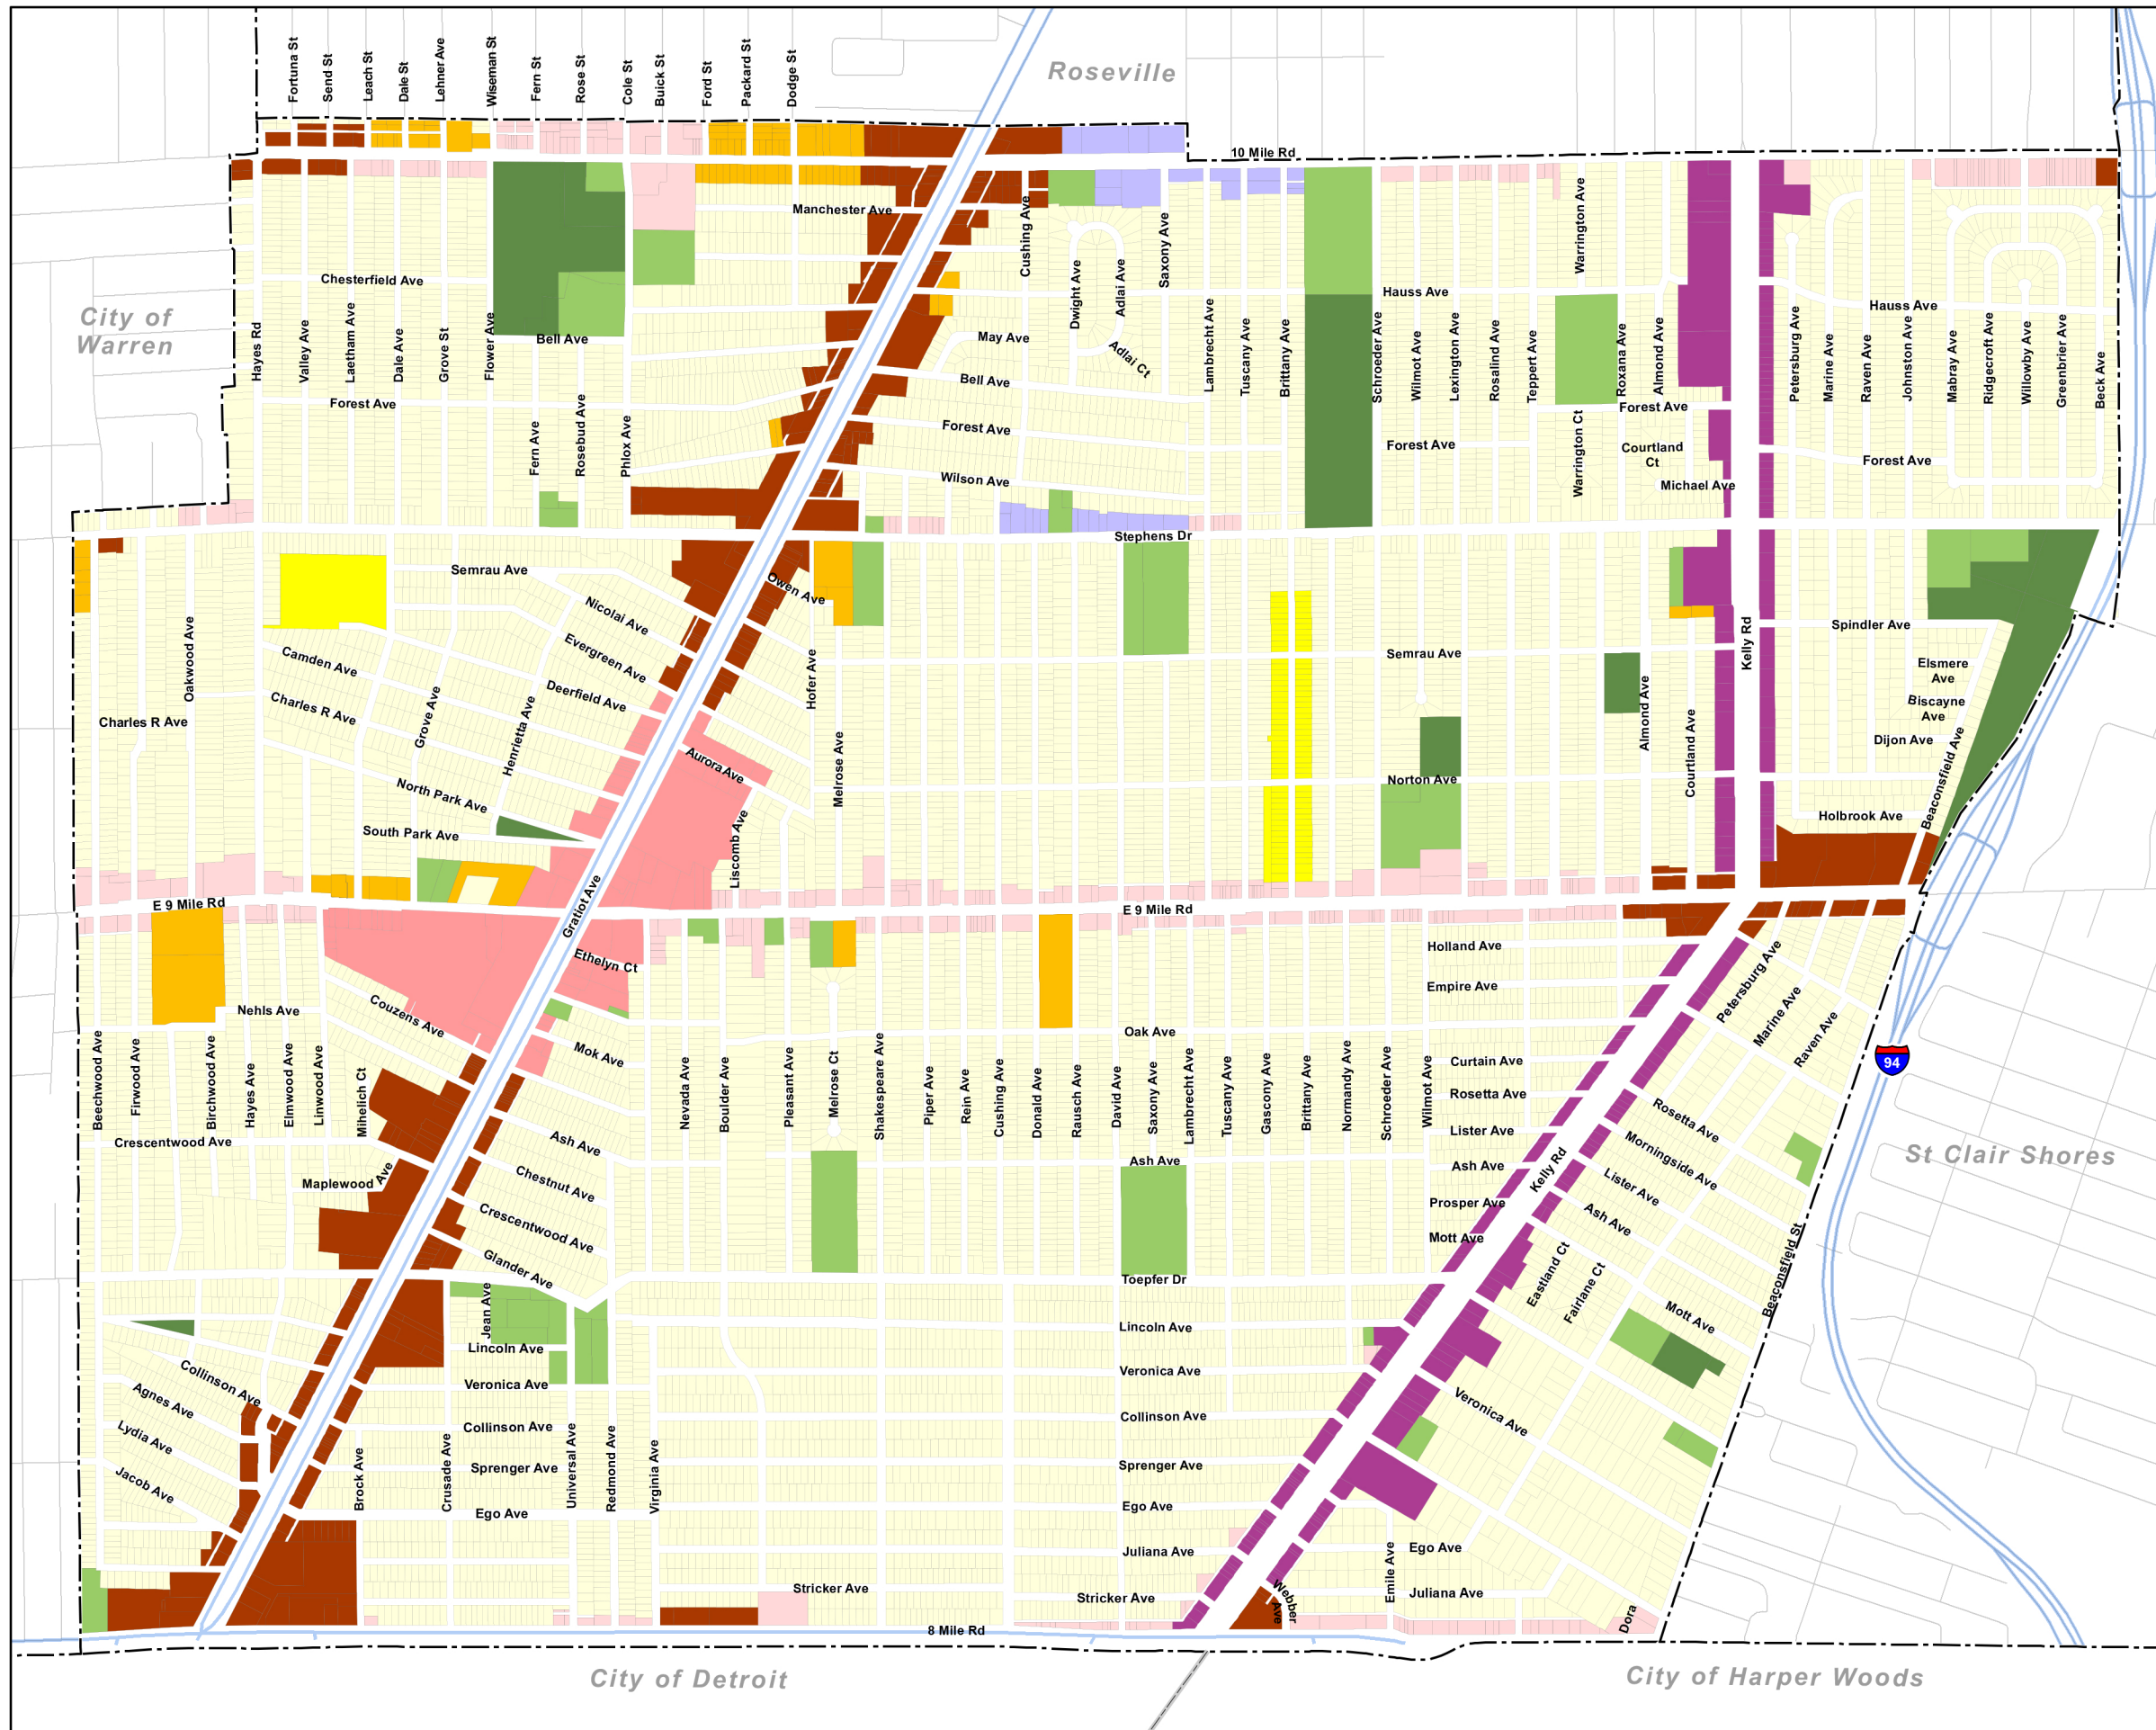 Fortuna St
Send St
Leach St
Dale St
Lehner Ave
Wiseman St
Fern St
Rose St
Cole St
Buick St
Ford St
Packard St
Dodge St
Roseville
10 Mile Rd
Manchester Ave
Cushing Ave
Saxony Ave
Warrington Ave
Chesterfield Ave
Dwight Ave
Adlai Ave
Hauss Ave
Hauss Ave
City of
Warren
Hayes Rd
Valley Ave
Laetham Ave
Dale Ave
Grove St
Flower Ave
Bell Ave
May Ave
Adlai Ct
Lambrecht Ave
Tuscany Ave
Brittany Ave
Schroeder Ave
Wilmot Ave
Lexington Ave
Rosalind Ave
Teppert Ave
Roxana Ave
Almond Ave
Petersburg Ave
Marine Ave
Raven Ave
Johnston Ave
Mabray Ave
Ridgecroft Ave
Willowby Ave
Greenbrier Ave
Beck Ave
Bell Ave
Forest Ave
Forest Ave
Fern Ave
Rosebud Ave
Phlox Ave
Forest Ave
Forest Ave
Warrington Ct
Courtland
Ct
Forest Ave
Wilson Ave
Michael Ave
Stephens Dr
Semrau Ave
Owen Ave
Nicolai Ave
Evergreen Ave
Oakwood Ave
Camden Ave
Deerfield Ave
Hofer Ave
Semrau Ave
Kelly Rd
Spindler Ave
Elsmere
Ave
Biscayne
Ave
Charles R Ave
Charles R Ave
Grove Ave
Henrietta Ave
Aurora Ave
Melrose Ave
Almond Ave
Courtland Ave
Dijon Ave
Beaconsfield Ave
North Park Ave
Norton Ave
South Park Ave
Liscomb Ave
Holbrook Ave
E 9 Mile Rd
Gratiot Ave
E 9 Mile Rd
Ethelyn Ct
Holland Ave
Petersburg Ave
Empire Ave
Nehls Ave
Couzens Ave
Oak Ave
Marine Ave
Raven Ave
Mok Ave
Curtain Ave
94
Beechwood Ave
Firwood Ave
Birchwood Ave
Hayes Ave
Elmwood Ave
Linwood Ave
Mihelich Ct
Nevada Ave
Boulder Ave
Pleasant Ave
Melrose Ct
Shakespeare Ave
Piper Ave
Rein Ave
Cushing Ave
Donald Ave
Rausch Ave
David Ave
Saxony Ave
Lambrecht Ave
Tuscany Ave
Gascony Ave
Brittany Ave
Normandy Ave
Schroeder Ave
Wilmot Ave
Rosetta Ave
Rosetta Ave
Lister Ave
Morningside Ave
Crescentwood Ave
Ash Ave
Ash Ave
Ash Ave
Kelly Rd
St Clair Shores
Maplewood Ave
Chestnut Ave
Lister Ave
Prosper Ave
Crescentwood Ave
Ash Ave
Mott Ave
Glander Ave
Toepfer Dr
Eastland Ct
Fairlane Ct
Beaconsfield St
Jean Ave
Mott Ave
Lincoln Ave
Lincoln Ave
Collinson Ave
Veronica Ave
Veronica Ave
Agnes Ave
Veronica Ave
Lydia Ave
Collinson Ave
Collinson Ave
Jacob Ave
Brock Ave
Crusade Ave
Sprenger Ave
Universal Ave
Redmond Ave
Virginia Ave
Sprenger Ave
Ego Ave
Ego Ave
Juliana Ave
Ego Ave
Emile Ave
Stricker Ave
Stricker Ave
Webber
Ave
Juliana Ave
Dora
8 Mile Rd
City of Detroit
City of Harper Woods